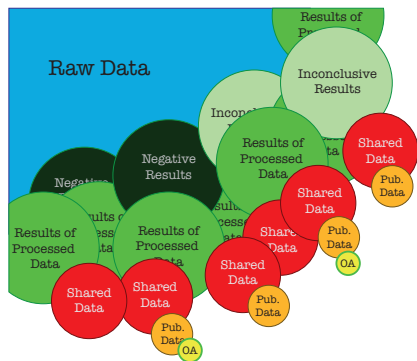 Results of
Raw Data
Inconclusive
Results
Results of
Processed
Data
Shared
Data
Negative
Results
Pub.
Data
Shared
Data
Results of
Processed
Data
Results of
Processed
Data
Pub.
Data
OA
Shared
Data
Shared
Data
Shared
Data
Pub.
Data
Pub.
Data
OA